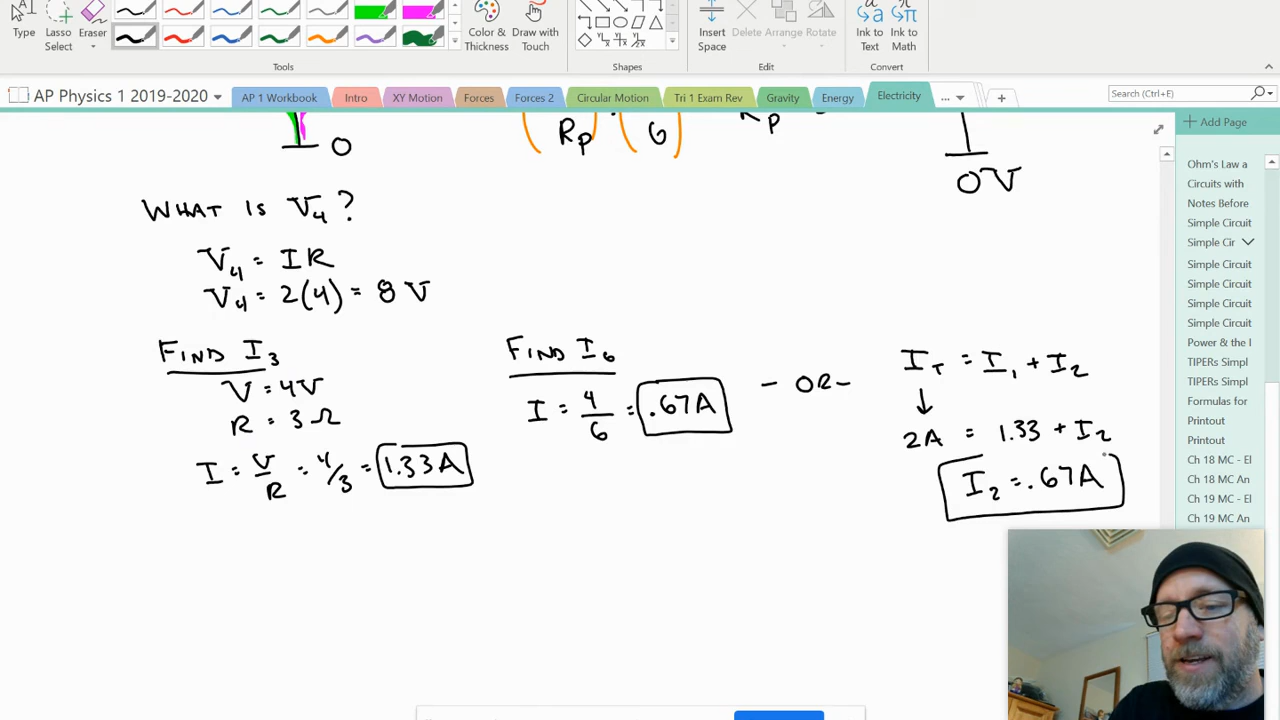 Type
Lasso Select
Eraser
Color & Thickness
Draw with Touch
Insert Space
Delete
Arrange
Rotate
Ink to Text
Ink to Math
Tools
Shapes
Edit
Convert
AP Physics 1 2019-2020
AP 1 Workbook
Intro
XY Motion
Forces
Forces 2
Circular Motion
Tri 1 Exam Rev
Gravity
Energy
Electricity
...
Search (Ctrl+E)
Add Page
Ohm's Law a
Circuits with
Notes Before
Simple Circuit
Simple Cir
Simple Circuit
Simple Circuit
Simple Circuit
Simple Circuit
Power & the I
TIPERs Simpl
TIPERs Simpl
Formulas for
Printout
Printout
Ch 18 MC - El
Ch 18 MC An
Ch 19 MC - El
Ch 19 MC An
0
(Rp) (6) Rp
0V
WHAT IS V₄?
V₄ = IR
V₄ = 2(4) = 8 V
FIND I₃
V = 4V
R = 3 Ω
I = V/R = 4/3 = 1.33A
FIND I₆
I = 4/6 = .67A
- OR -
I_T = I₁ + I₂
↓
2A = 1.33 + I₂
I₂ = .67A